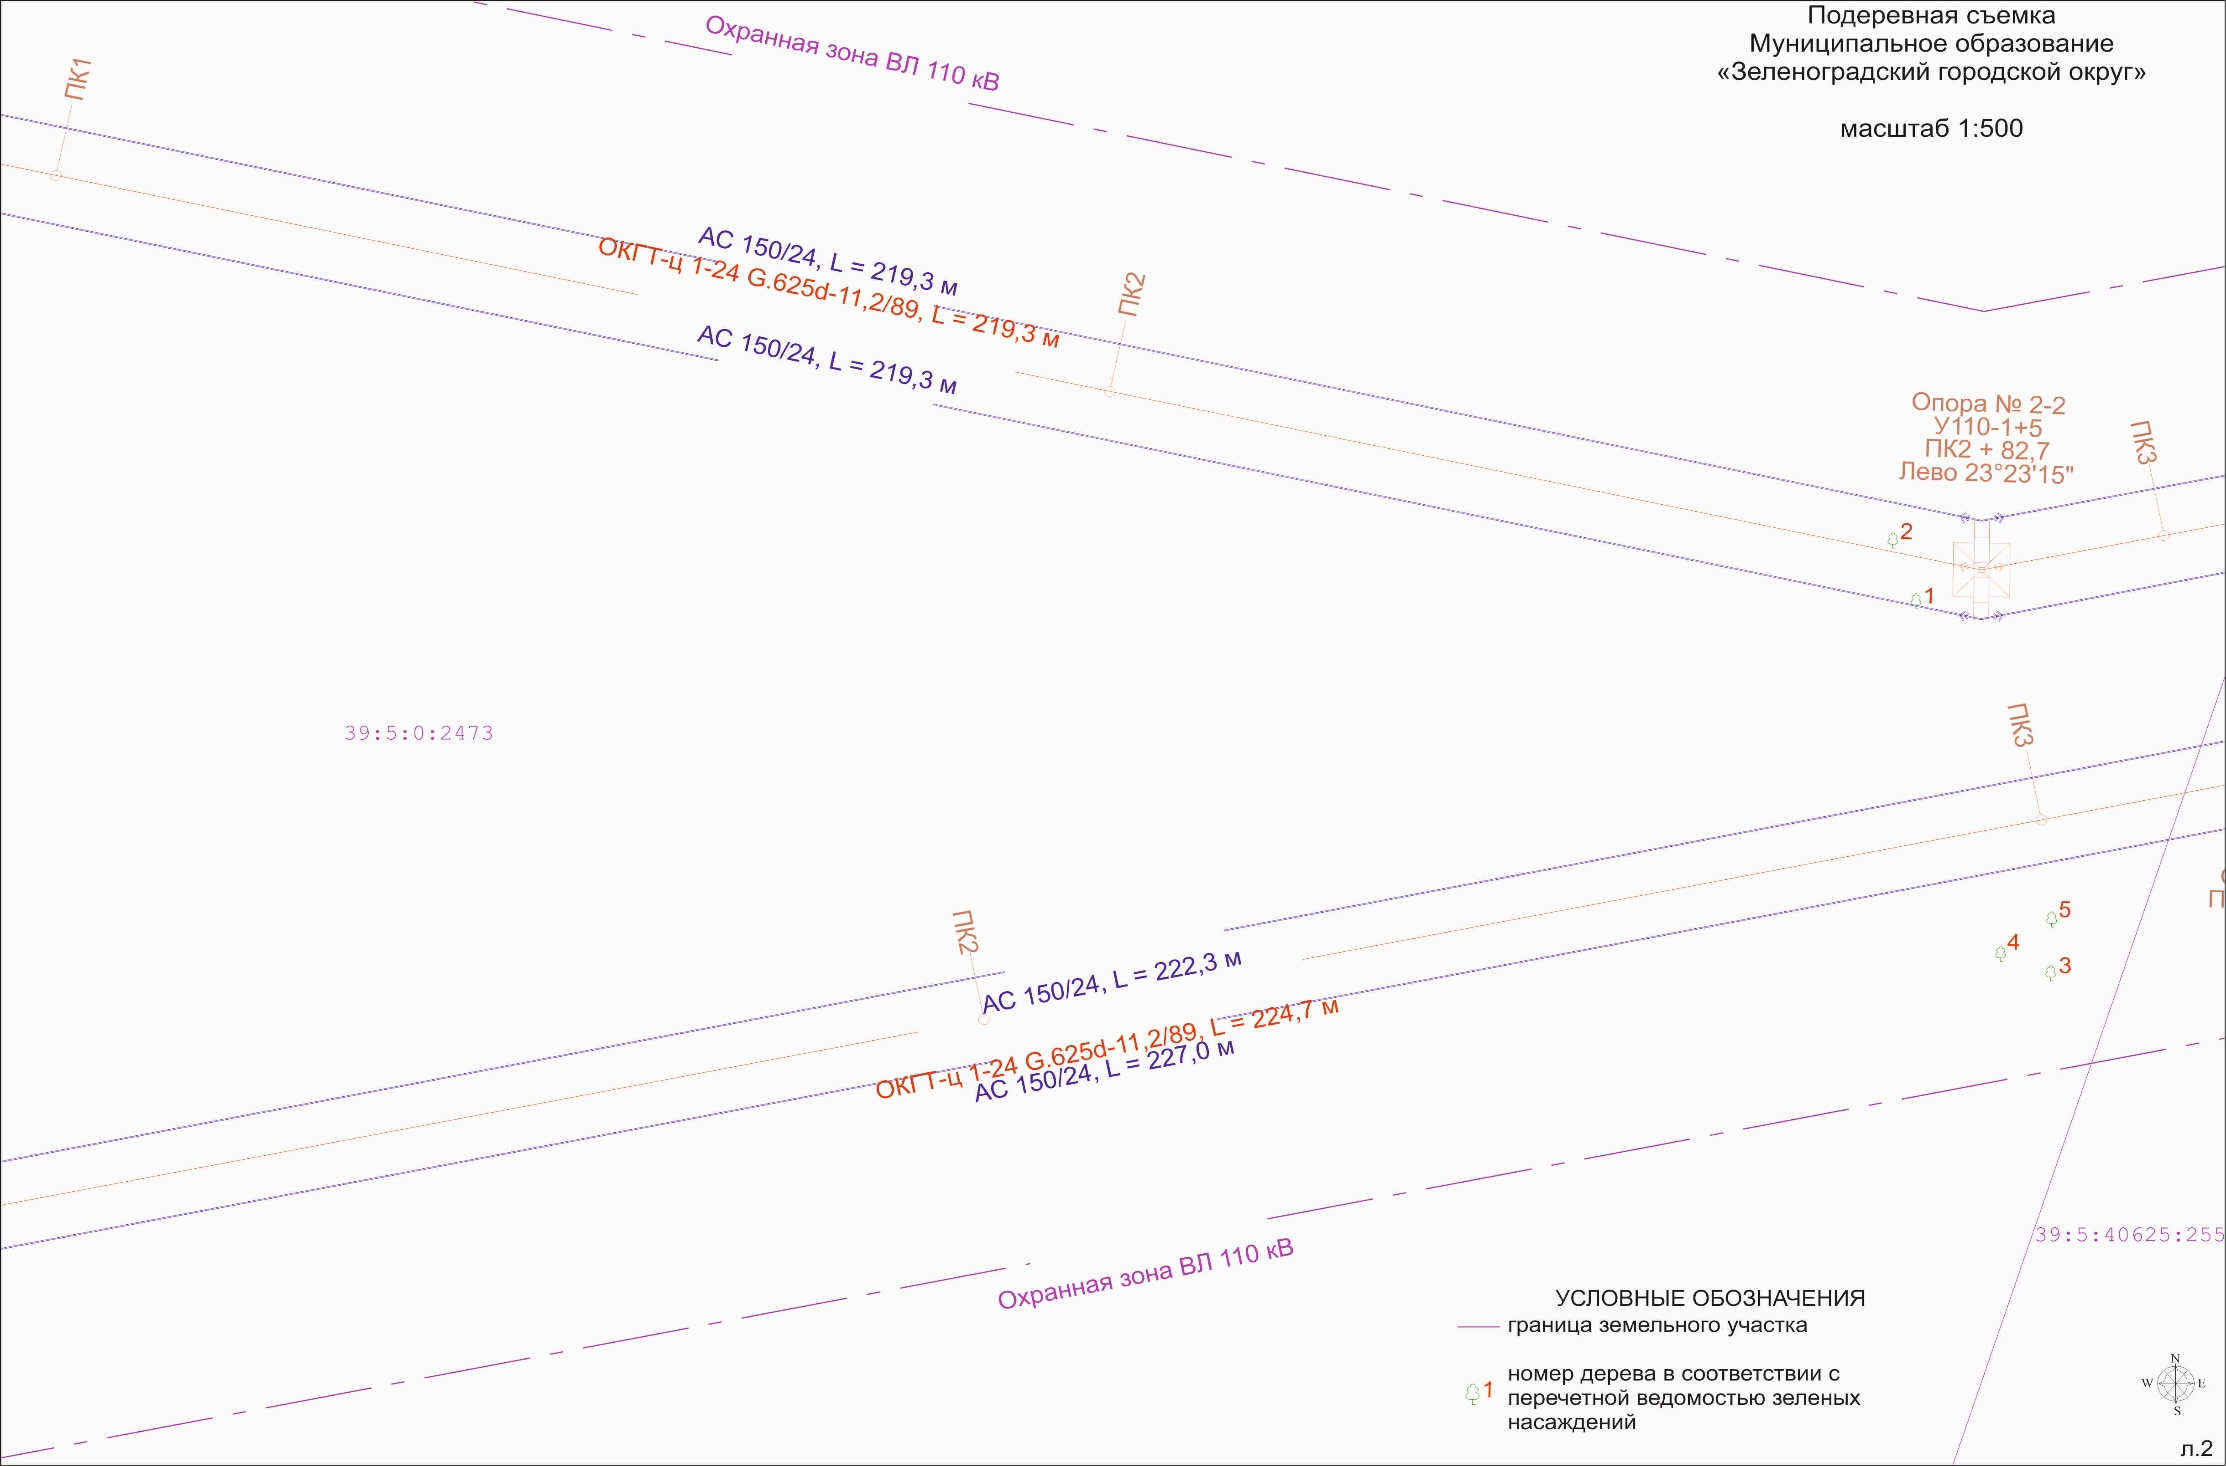 Подеревная съемка
Муниципальное образование
«Зеленоградский городской округ»
масштаб 1:500
Охранная зона ВЛ 110 кВ
ПК1
АС 150/24, L = 219,3 м
ОКГТ-ц 1-24 G.625d-11,2/89, L = 219,3 м
АС 150/24, L = 219,3 м
ПК2
Опора № 2-2
У110-1+5
ПК2 + 82,7
Лево 23°23'15"
ПК3
2
1
39:5:0:2473
ПК3
ПК2
АС 150/24, L = 222,3 м
ОКГТ-ц 1-24 G.625d-11,2/89, L = 224,7 м
АС 150/24, L = 227,0 м
5
4
3
Охранная зона ВЛ 110 кВ
39:5:40625:255
УСЛОВНЫЕ ОБОЗНАЧЕНИЯ
граница земельного участка
1 номер дерева в соответствии с
перечетной ведомостью зеленых
насаждений
N
W E
S
л.2